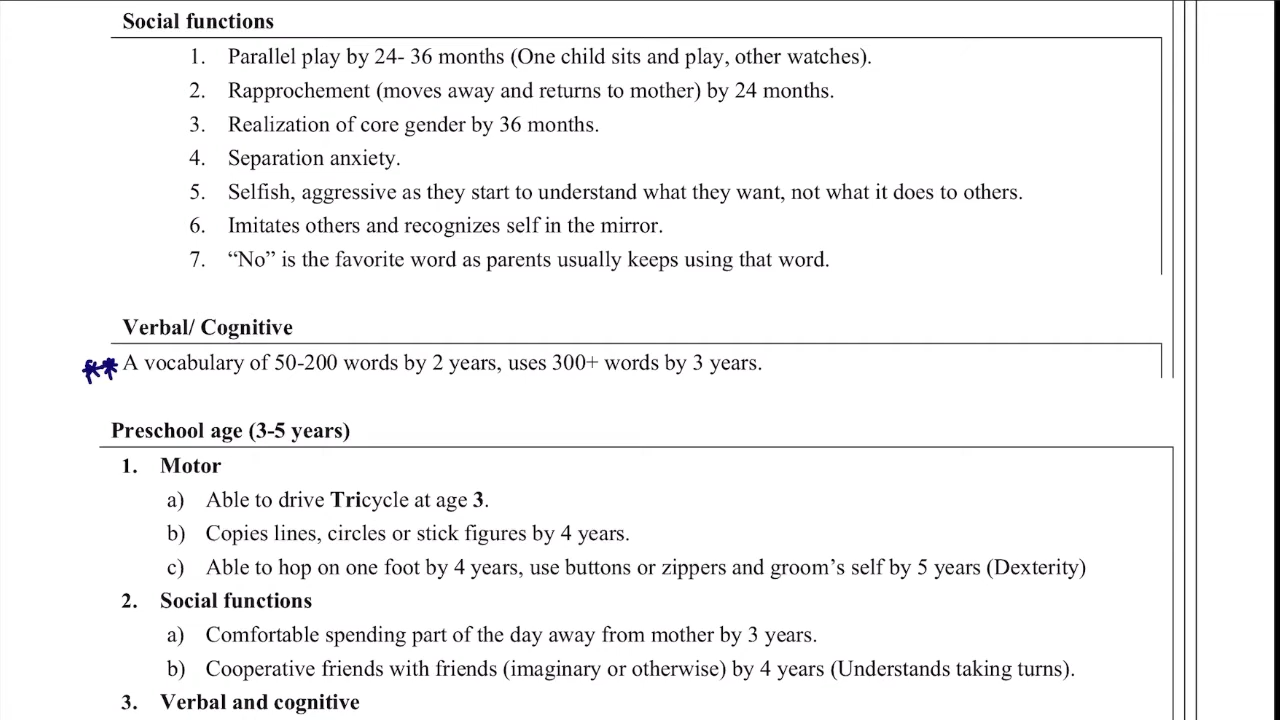 Social functions
1. Parallel play by 24- 36 months (One child sits and play, other watches).
2. Rapprochement (moves away and returns to mother) by 24 months.
3. Realization of core gender by 36 months.
4. Separation anxiety.
5. Selfish, aggressive as they start to understand what they want, not what it does to others.
6. Imitates others and recognizes self in the mirror.
7. “No” is the favorite word as parents usually keeps using that word.
Verbal/ Cognitive
** A vocabulary of 50-200 words by 2 years, uses 300+ words by 3 years.
Preschool age (3-5 years)
1. Motor
a) Able to drive Tricycle at age 3.
b) Copies lines, circles or stick figures by 4 years.
c) Able to hop on one foot by 4 years, use buttons or zippers and groom’s self by 5 years (Dexterity)
2. Social functions
a) Comfortable spending part of the day away from mother by 3 years.
b) Cooperative friends with friends (imaginary or otherwise) by 4 years (Understands taking turns).
3. Verbal and cognitive